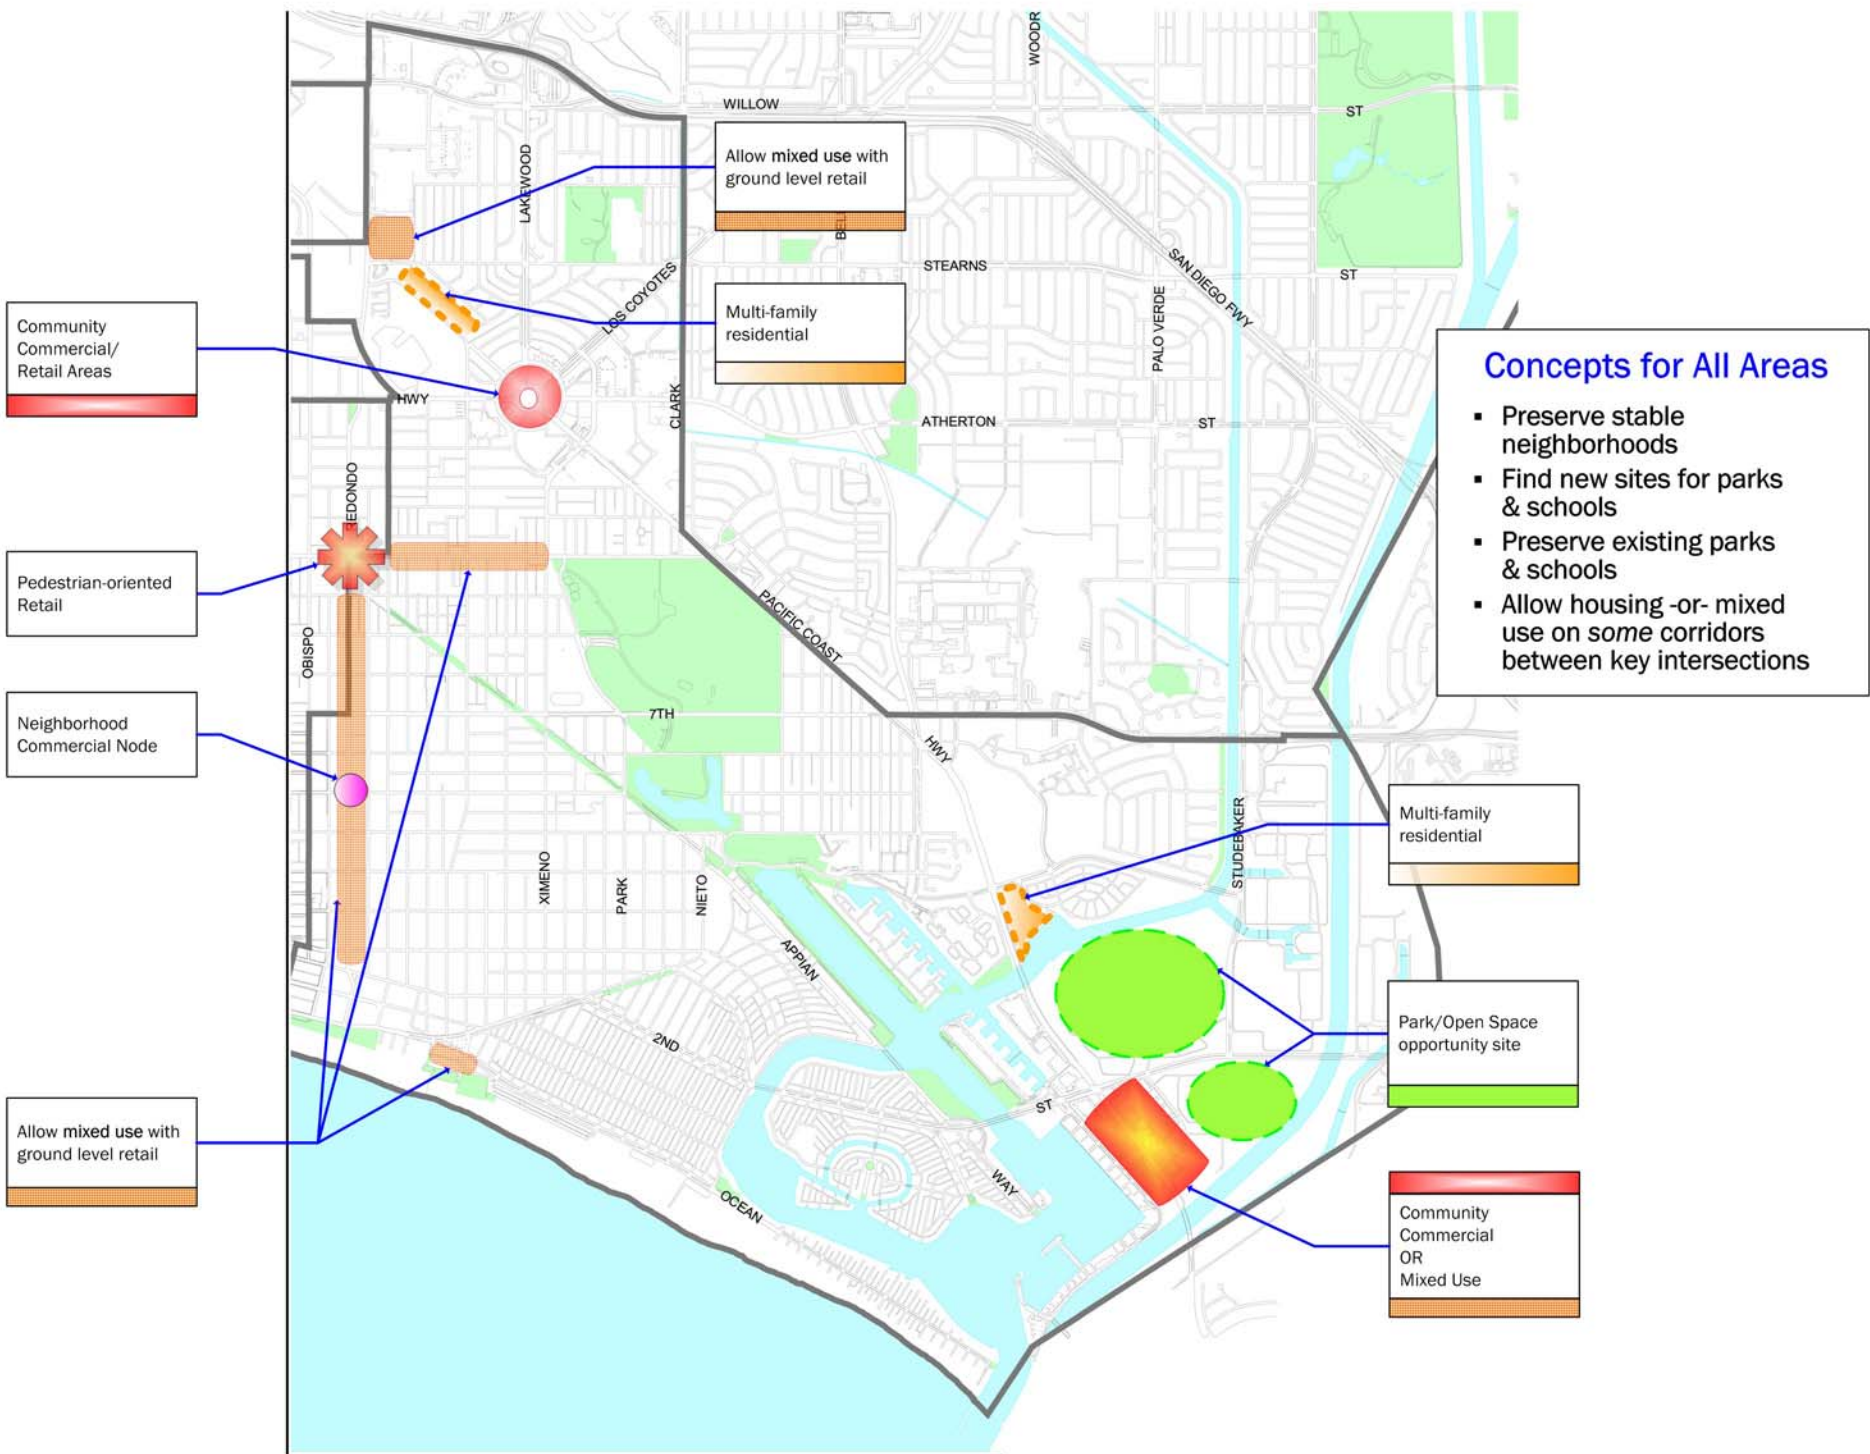 WOODR
WILLOW
ST
Allow mixed use with
ground level retail
LAKEWOOD
STEARNS
ST
SAN DIEGO FWY
LOS COYOTES
PALO VERDE
Community
Commercial/
Retail Areas
Multi-family
residential
HWY
CLARK
ATHERTON
ST
Concepts for All Areas
▪ Preserve stable
neighborhoods
▪ Find new sites for parks
& schools
▪ Preserve existing parks
& schools
▪ Allow housing -or- mixed
use on some corridors
between key intersections
EDONDO
Pedestrian-oriented
Retail
OBISPO
PACIFIC COAST
7TH
HWY
Neighborhood
Commercial Node
Multi-family
residential
STUDEBAKER
XIMENO
PARK
NIETO
APPIAN
2ND
Park/Open Space
opportunity site
ST
Allow mixed use with
ground level retail
WAY
OCEAN
Community
Commercial
OR
Mixed Use